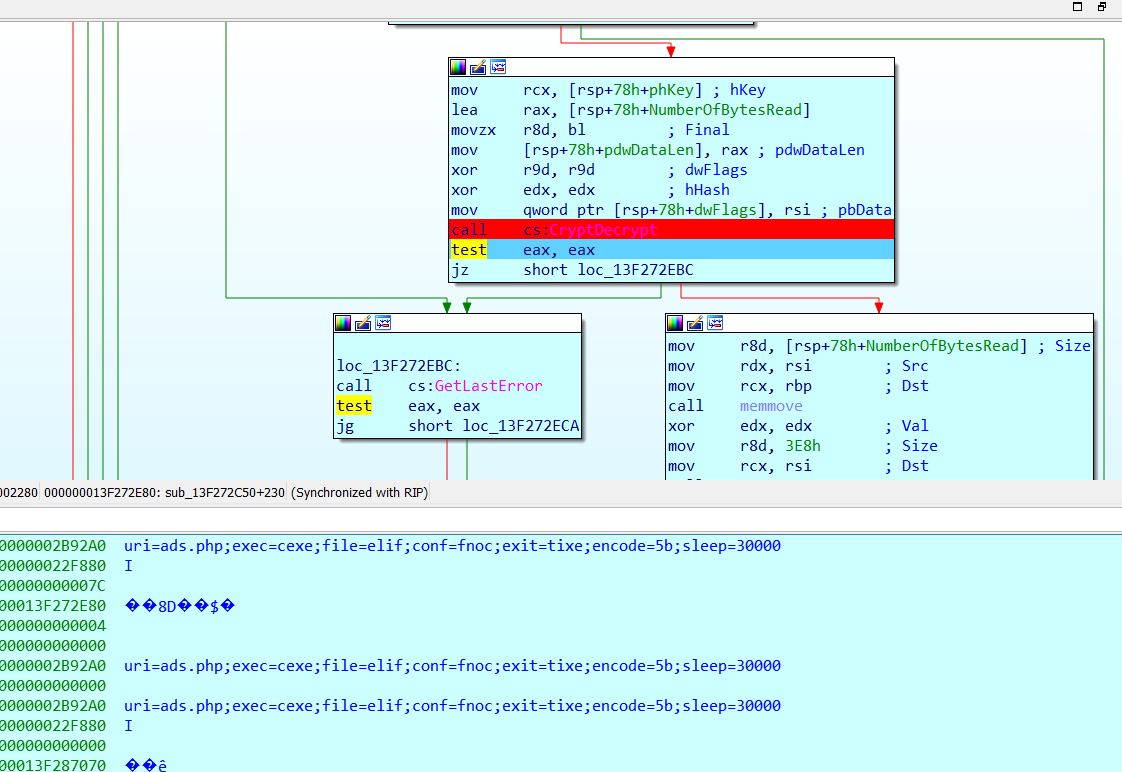 mov rcx, [rsp+78h+phKey] ; hKey
lea rax, [rsp+78h+NumberOfBytesRead]
movzx r8d, bl ; Final
mov [rsp+78h+pdwDataLen], rax ; pdwDataLen
xor r9d, r9d ; dwFlags
xor edx, edx ; hHash
mov qword ptr [rsp+78h+dwFlags], rsi ; pbData
call cs:CryptDecrypt
test eax, eax
jz short loc_13F272EBC
loc_13F272EBC:
call cs:GetLastError
test eax, eax
jg short loc_13F272ECA
mov r8d, [rsp+78h+NumberOfBytesRead] ; Size
mov rdx, rsi ; Src
mov rcx, rbp ; Dst
call memmove
xor edx, edx ; Val
mov r8d, 3E8h ; Size
mov rcx, rsi ; Dst
002280 000000013F272E80: sub_13F272C50+230 (Synchronized with RIP)
0000002B92A0 uri=ads.php;exec=cexe;file=elif;conf=fnoc;exit=tixe;encode=5b;sleep=30000
00000022F880 I
00000000007C
00013F272E80 ��8D��$�
000000000004
000000000000
0000002B92A0 uri=ads.php;exec=cexe;file=elif;conf=fnoc;exit=tixe;encode=5b;sleep=30000
000000000000
0000002B92A0 uri=ads.php;exec=cexe;file=elif;conf=fnoc;exit=tixe;encode=5b;sleep=30000
00000022F880 I
000000000000
00013F287070 ��ê